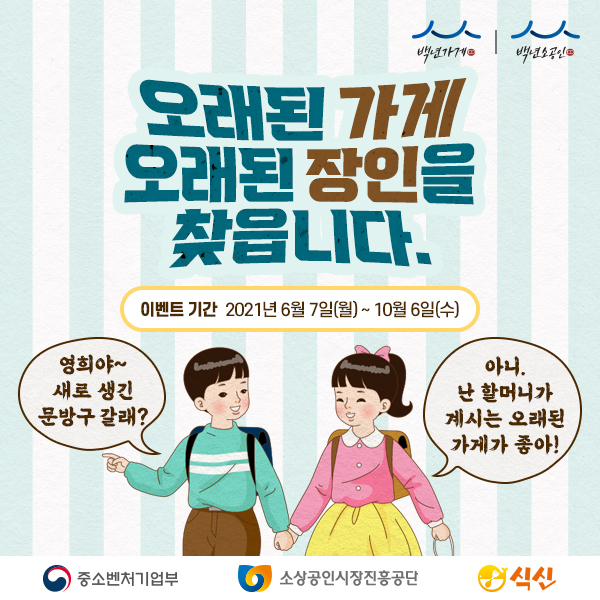 백년가게
백년소공인
오래된 가게
오래된 장인을
찾읍니다.
이벤트 기간 2021년 6월 7일(월) ~ 10월 6일(수)
영희야~
새로 생긴
문방구 갈래?
아니.
난 할머니가
계시는 오래된
가게가 좋아!
중소벤처기업부
소상공인시장진흥공단
식신